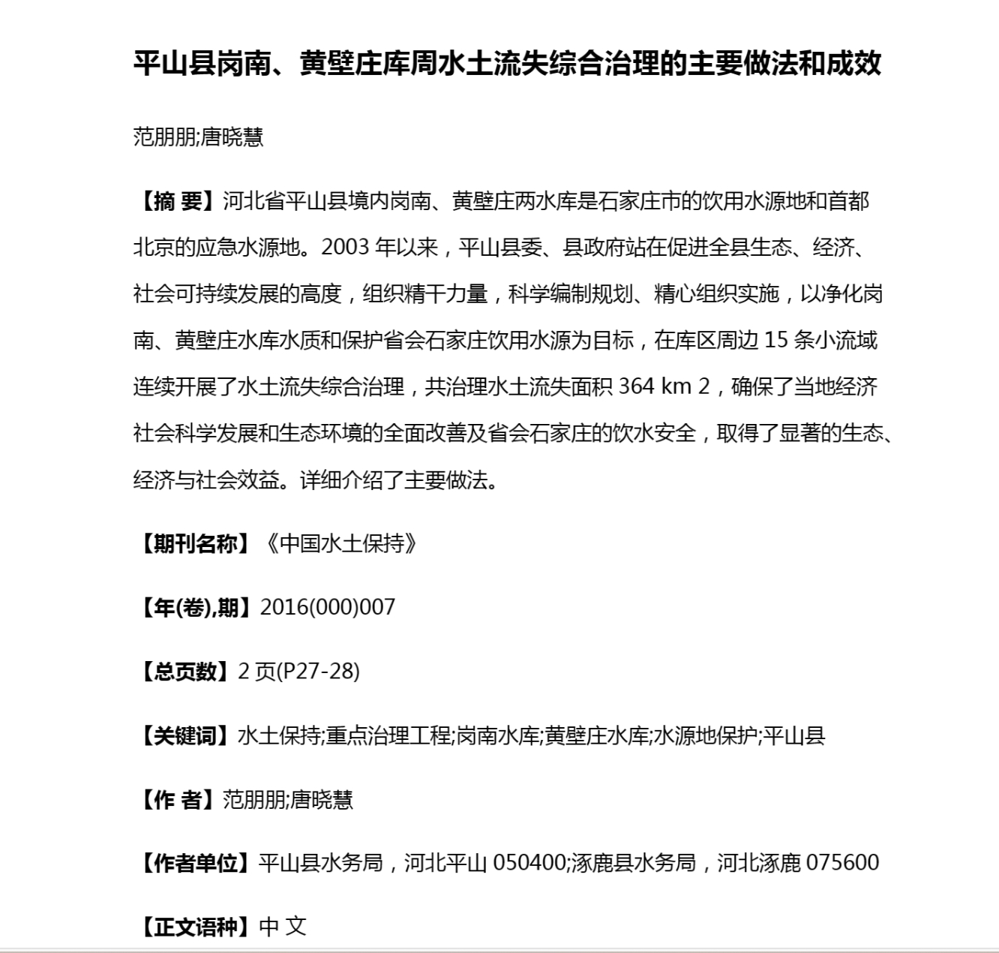 平山县岗南、黄壁庄库周水土流失综合治理的主要做法和成效
范朋朋;唐晓慧
【摘 要】河北省平山县境内岗南、黄壁庄两水库是石家庄市的饮用水源地和首都
北京的应急水源地。2003 年以来，平山县委、县政府站在促进全县生态、经济、
社会可持续发展的高度，组织精干力量，科学编制规划、精心组织实施，以净化岗
南、黄壁庄水库水质和保护省会石家庄饮用水源为目标，在库区周边 15 条小流域
连续开展了水土流失综合治理，共治理水土流失面积 364 km 2，确保了当地经济
社会科学发展和生态环境的全面改善及省会石家庄的饮水安全，取得了显著的生态、
经济与社会效益。详细介绍了主要做法。
【期刊名称】《中国水土保持》
【年(卷),期】2016(000)007
【总页数】2 页(P27-28)
【关键词】水土保持;重点治理工程;岗南水库;黄壁庄水库;水源地保护;平山县
【作 者】范朋朋;唐晓慧
【作者单位】平山县水务局，河北平山 050400;涿鹿县水务局，河北涿鹿 075600
【正文语种】中 文